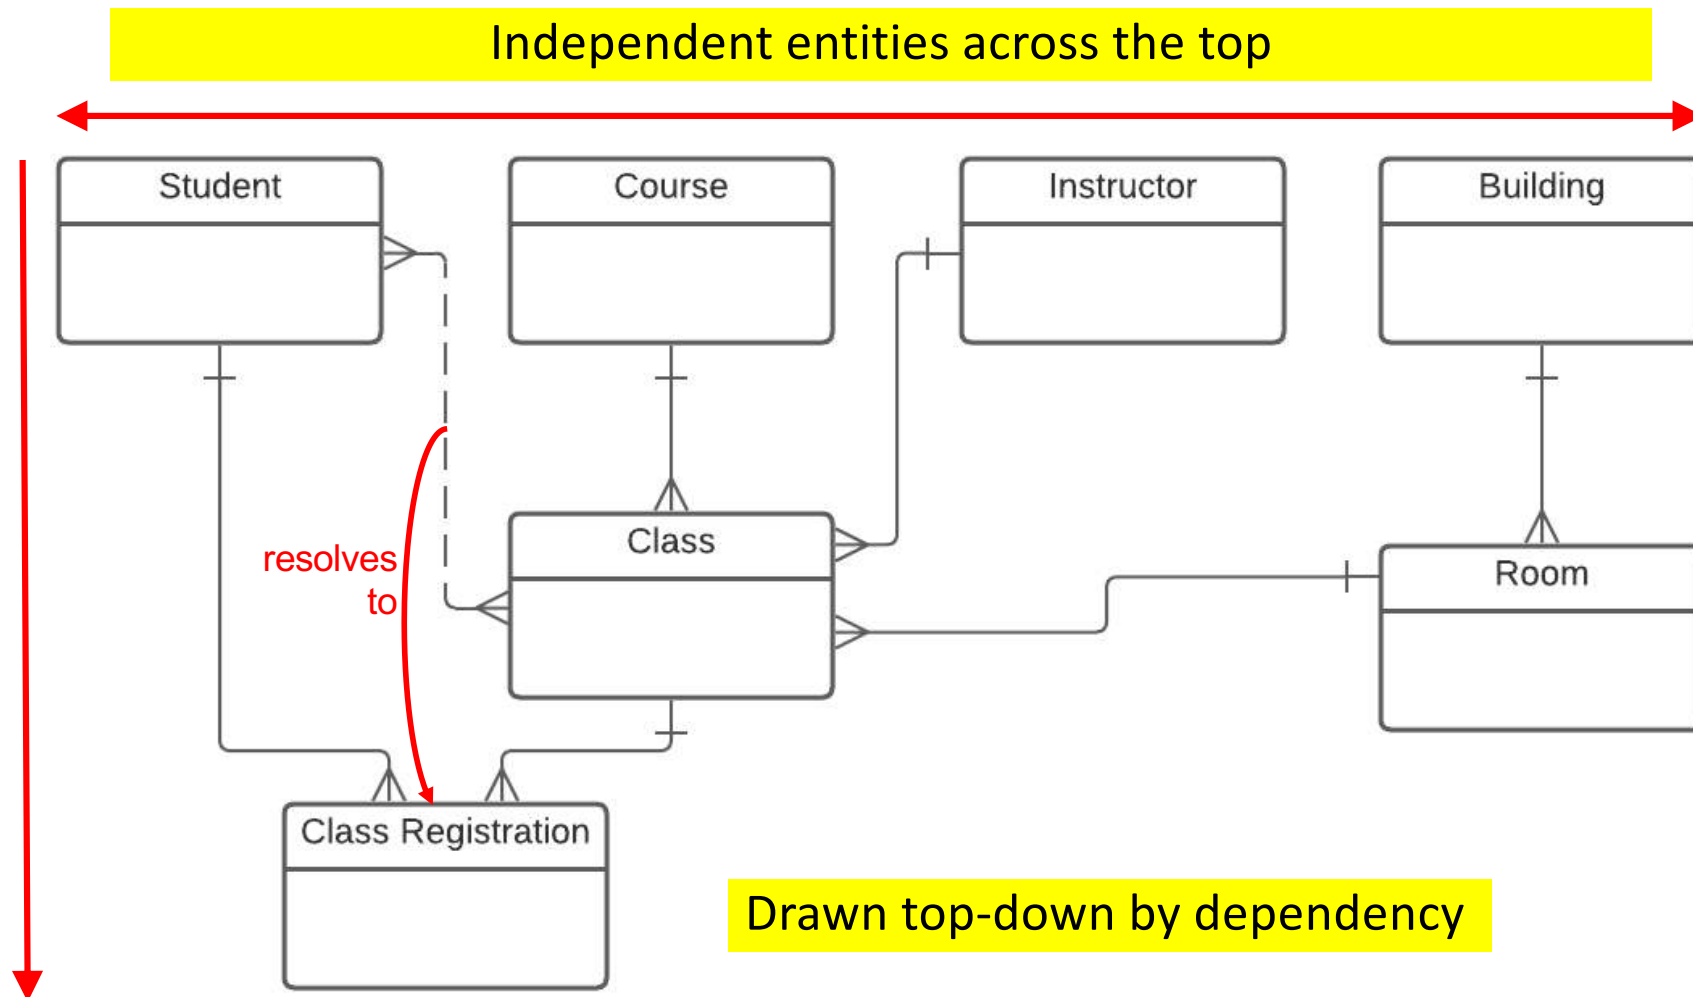 Independent entities across the top
Student
Course
Instructor
Building
resolves
to
Class
Room
Class Registration
Drawn top-down by dependency